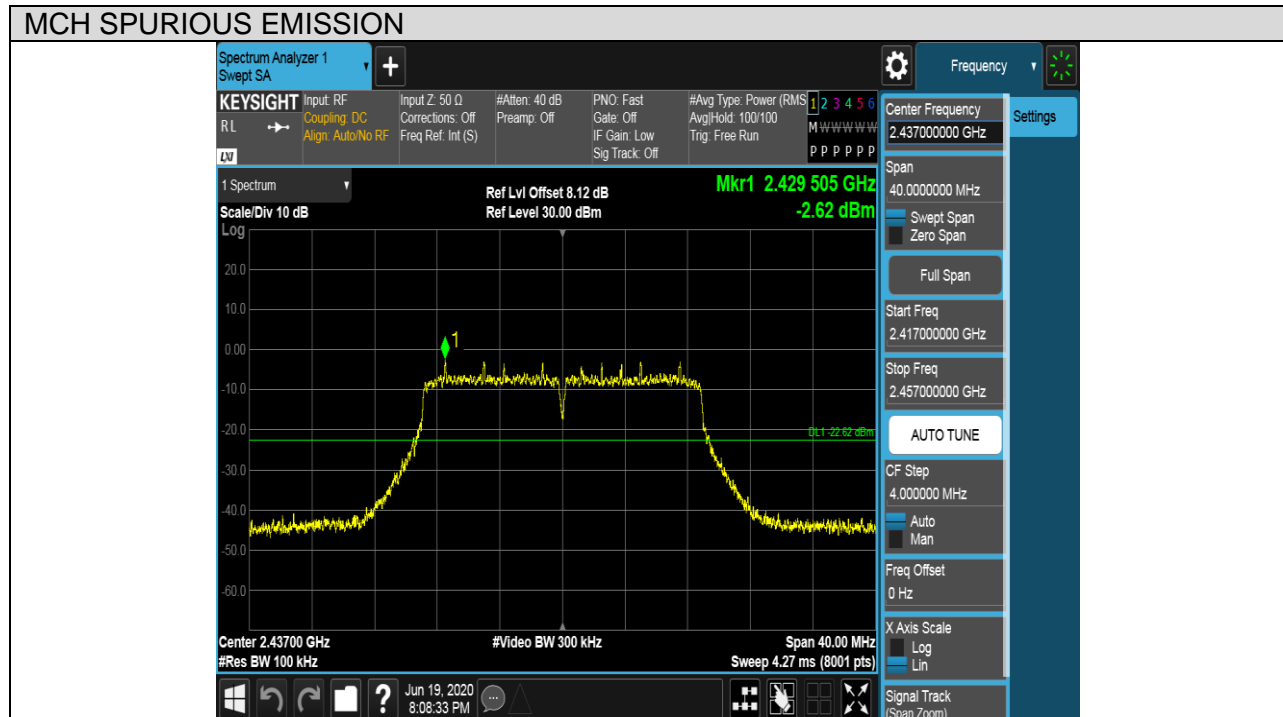 MCH SPURIOUS EMISSION
Spectrum Analyzer 1
Swept SA
+
Frequency
KEYSIGHT
R L
LXI
Input: RF
Coupling: DC
Align: Auto/No RF
Input Z: 50 Ω
Corrections: Off
Freq Ref: Int (S)
#Atten: 40 dB
Preamp: Off
PNO: Fast
Gate: Off
IF Gain: Low
Sig Track: Off
#Avg Type: Power (RMS
Avg|Hold: 100/100
Trig: Free Run
1 2 3 4 5 6
M W W W W W
P P P P P P
1 Spectrum
Scale/Div 10 dB
Ref Lvl Offset 8.12 dB
Ref Level 30.00 dBm
Mkr1 2.429 505 GHz
-2.62 dBm
Log
20.0
10.0
0.00
-10.0
-20.0
-30.0
-40.0
-50.0
-60.0
1
DL1 -22.62 dBm
Center 2.43700 GHz
#Res BW 100 kHz
#Video BW 300 kHz
Span 40.00 MHz
Sweep 4.27 ms (8001 pts)
?
Jun 19, 2020
8:08:33 PM
Center Frequency
2.437000000 GHz
Settings
Span
40.0000000 MHz
Swept Span
Zero Span
Full Span
Start Freq
2.417000000 GHz
Stop Freq
2.457000000 GHz
AUTO TUNE
CF Step
4.000000 MHz
Auto
Man
Freq Offset
0 Hz
X Axis Scale
Log
Lin
Signal Track
(Span Zoom)